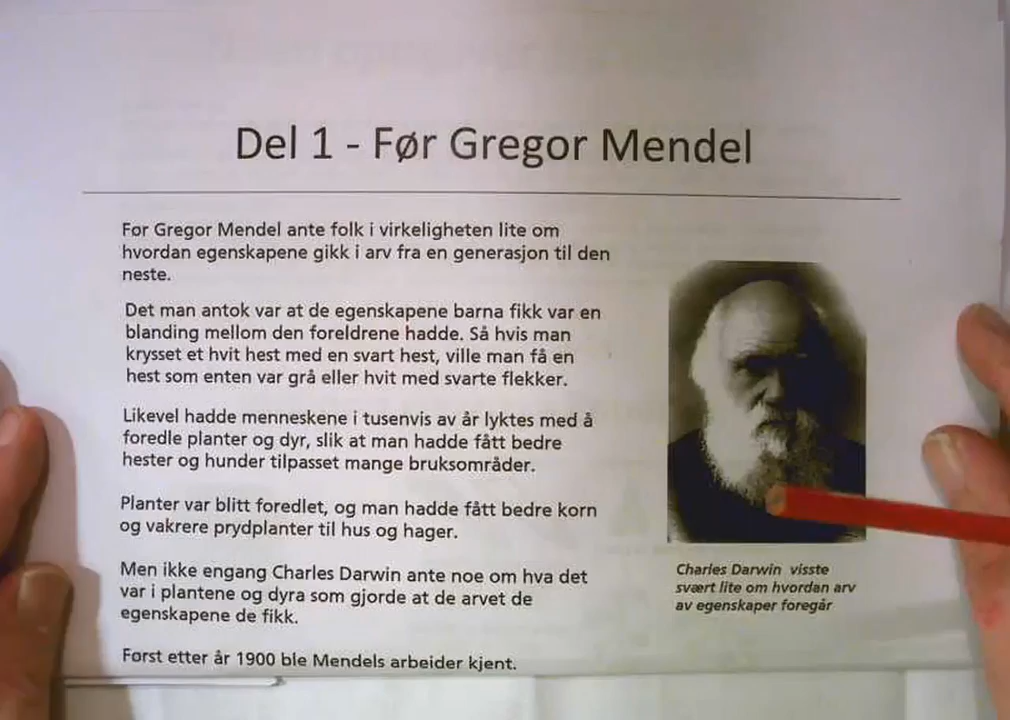 Del 1 - Før Gregor Mendel
Før Gregor Mendel ante folk i virkeligheten lite om
hvordan egenskapene gikk i arv fra en generasjon til den
neste.
Det man antok var at de egenskapene barna fikk var en
blanding mellom den foreldrene hadde. Så hvis man
krysset et hvit hest med en svart hest, ville man få en
hest som enten var grå eller hvit med svarte flekker.
Likevel hadde menneskene i tusenvis av år lyktes med å
foredle planter og dyr, slik at man hadde fått bedre
hester og hunder tilpasset mange bruksområder.
Planter var blitt foredlet, og man hadde fått bedre korn
og vakrere prydplanter til hus og hager.
Men ikke engang Charles Darwin ante noe om hva det
var i plantene og dyra som gjorde at de arvet de
egenskapene de fikk.
Først etter år 1900 ble Mendels arbeider kjent.
Charles Darwin visste
svært lite om hvordan arv
av egenskaper foregår